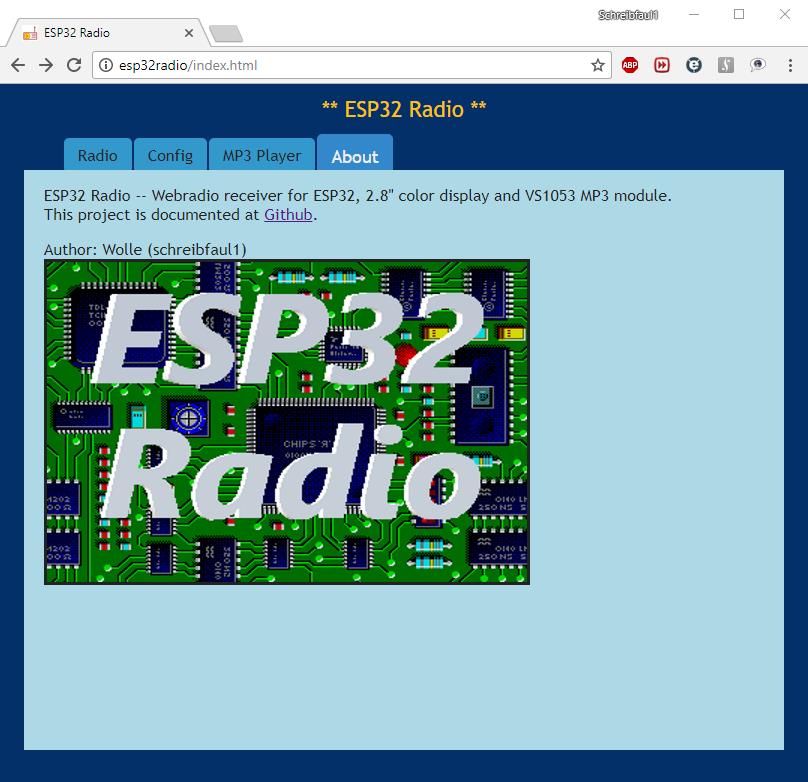 Schreibfaul1
ESP32 Radio
esp32radio/index.html
ABP
** ESP32 Radio **
Radio Config MP3 Player About
ESP32 Radio -- Webradio receiver for ESP32, 2.8" color display and VS1053 MP3 module.
This project is documented at Github.
Author: Wolle (schreibfaul1)
ESP32
Radio